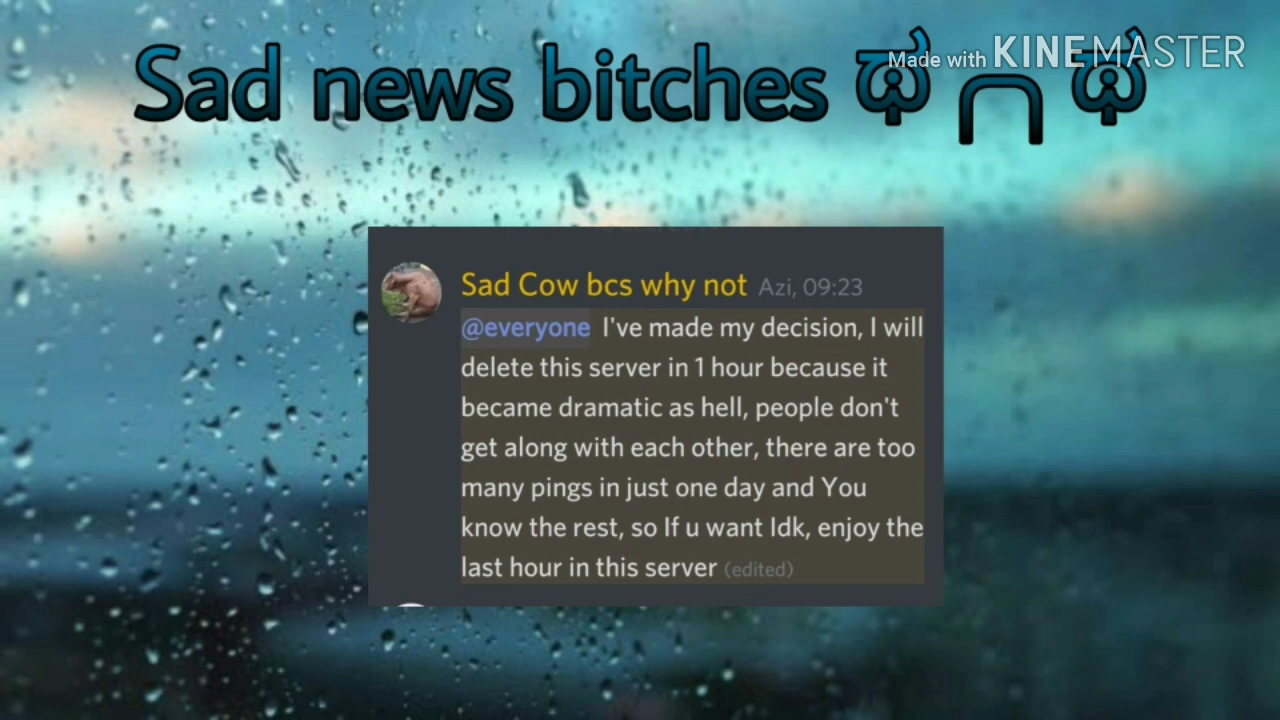 Sad news bitches ಥ╭╮ಥ
Made with KINEMASTER
Sad Cow bcs why not Azi, 09:23
@everyone I've made my decision, I will
delete this server in 1 hour because it
became dramatic as hell, people don't
get along with each other, there are too
many pings in just one day and You
know the rest, so If u want Idk, enjoy the
last hour in this server (edited)